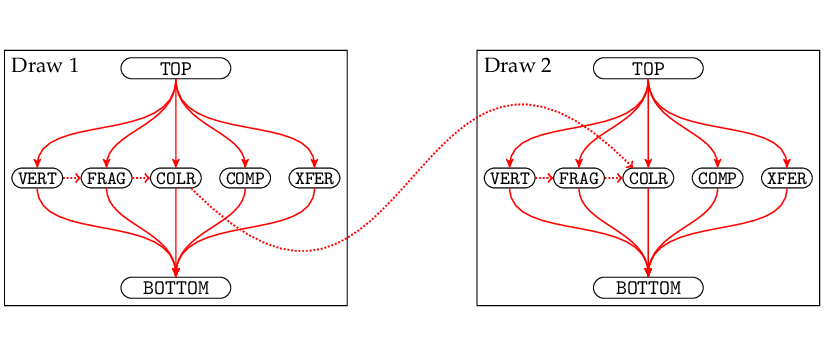 Draw 1
TOP
VERT FRAG COLR COMP XFER
BOTTOM
Draw 2
TOP
VERT FRAG COLR COMP XFER
BOTTOM